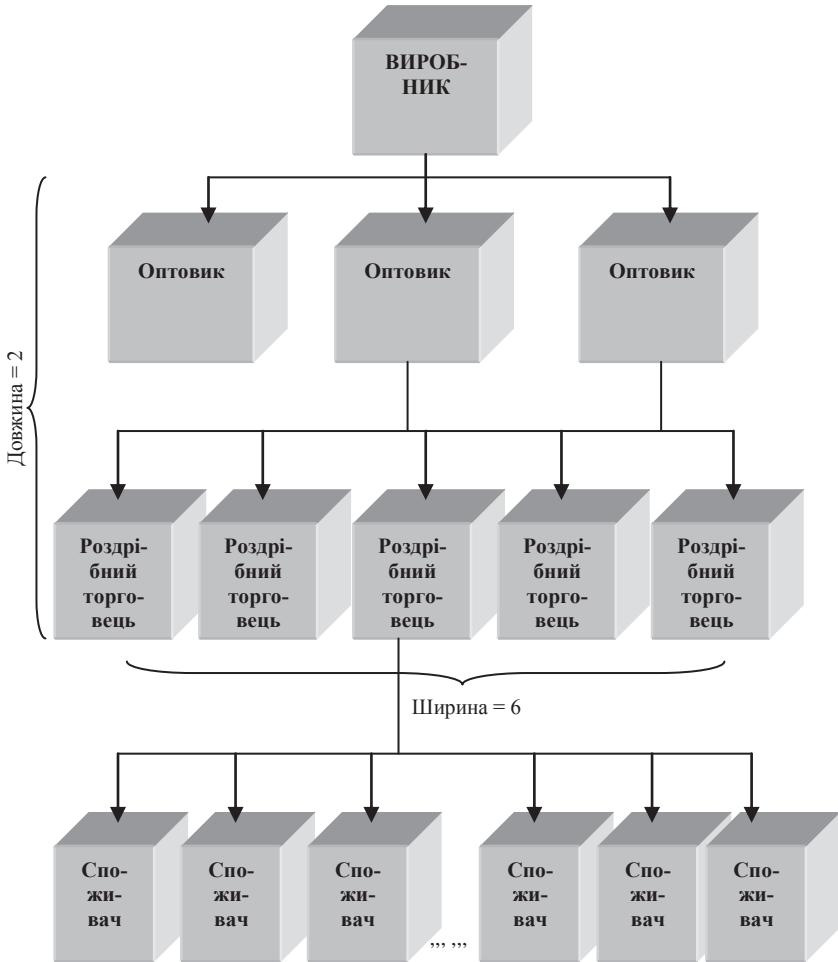 ВИРОБ-
НИК
Оптовик
Оптовик
Оптовик
Довжина = 2
Роздрі-
бний
торго-
вець
Роздрі-
бний
торго-
вець
Роздрі-
бний
торго-
вець
Роздрі-
бний
торго-
вець
Роздрі-
бний
торго-
вець
Ширина = 6
Спо-
жи-
вач
Спо-
жи-
вач
Спо-
жи-
вач
,,, ,,,
Спо-
жи-
вач
Спо-
жи-
вач
Спо-
жи-
вач